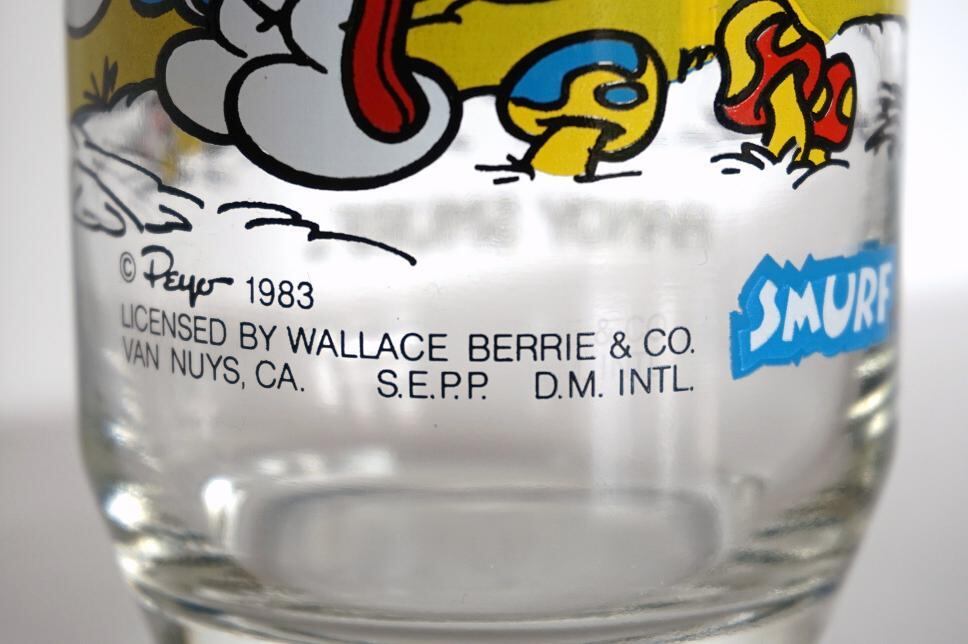 © Peyo 1983
LICENSED BY WALLACE BERRIE & CO.
VAN NUYS, CA. S.E.P.P. D.M. INTL.
SMURF